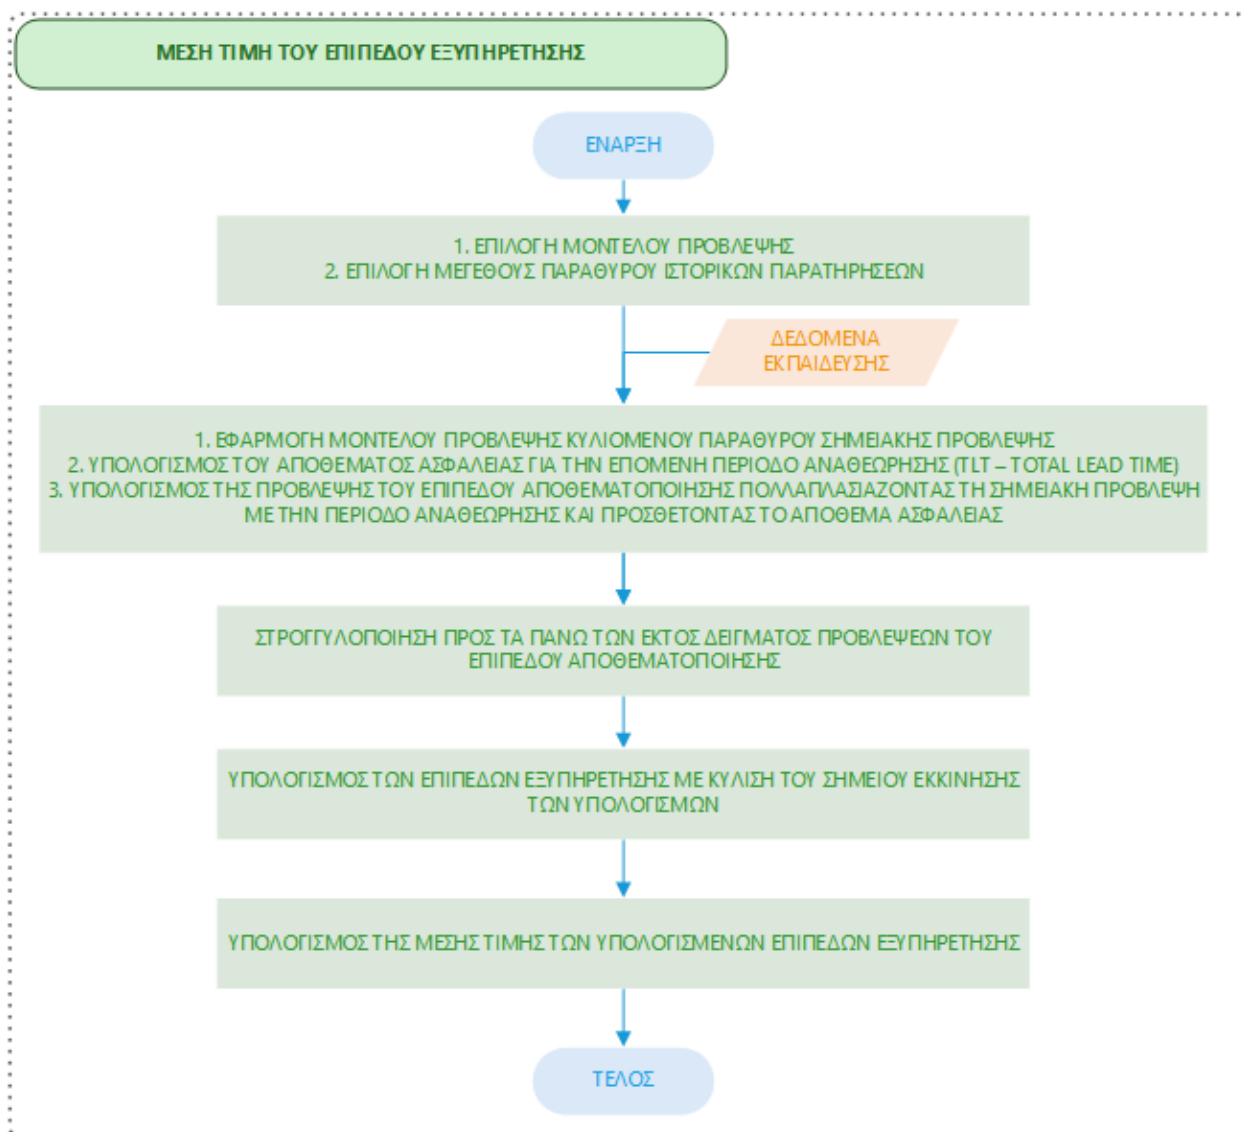 ΜΕΣΗ ΤΙΜΗ ΤΟΥ ΕΠΙΠΕΔΟΥ ΕΞΥΠΗΡΕΤΗΣΗΣ
ΕΝΑΡΞΗ
1. ΕΠΙΛΟΓΗ ΜΟΝΤΕΛΟΥ ΠΡΟΒΛΕΨΗΣ
2. ΕΠΙΛΟΓΗ ΜΕΓΕΘΟΥΣ ΠΑΡΑΘΥΡΟΥ ΙΣΤΟΡΙΚΩΝ ΠΑΡΑΤΗΡΗΣΕΩΝ
ΔΕΔΟΜΕΝΑ
ΕΚΠΑΙΔΕΥΣΗΣ
1. ΕΦΑΡΜΟΓΗ ΜΟΝΤΕΛΟΥ ΠΡΟΒΛΕΨΗΣ ΚΥΛΙΟΜΕΝΟΥ ΠΑΡΑΘΥΡΟΥ ΣΗΜΕΙΑΚΗΣ ΠΡΟΒΛΕΨΗΣ
2. ΥΠΟΛΟΓΙΣΜΟΣ ΤΟΥ ΑΠΟΘΕΜΑΤΟΣ ΑΣΦΑΛΕΙΑΣ ΓΙΑ ΤΗΝ ΕΠΟΜΕΝΗ ΠΕΡΙΟΔΟ ΑΝΑΘΕΩΡΗΣΗΣ (TLT – TOTAL LEAD TIME)
3. ΥΠΟΛΟΓΙΣΜΟΣ ΤΗΣ ΠΡΟΒΛΕΨΗΣ ΤΟΥ ΕΠΙΠΕΔΟΥ ΑΠΟΘΕΜΑΤΟΠΟΙΗΣΗΣ ΠΟΛΛΑΠΛΑΣΙΑΖΟΝΤΑΣ ΤΗ ΣΗΜΕΙΑΚΗ ΠΡΟΒΛΕΨΗ
ΜΕ ΤΗΝ ΠΕΡΙΟΔΟ ΑΝΑΘΕΩΡΗΣΗΣ ΚΑΙ ΠΡΟΣΘΕΤΟΝΤΑΣ ΤΟ ΑΠΟΘΕΜΑ ΑΣΦΑΛΕΙΑΣ
ΣΤΡΟΓΓΥΛΟΠΟΙΗΣΗ ΠΡΟΣ ΤΑ ΠΑΝΩ ΤΩΝ ΕΚΤΟΣ ΔΕΙΓΜΑΤΟΣ ΠΡΟΒΛΕΨΕΩΝ ΤΟΥ
ΕΠΙΠΕΔΟΥ ΑΠΟΘΕΜΑΤΟΠΟΙΗΣΗΣ
ΥΠΟΛΟΓΙΣΜΟΣ ΤΩΝ ΕΠΙΠΕΔΩΝ ΕΞΥΠΗΡΕΤΗΣΗΣ ΜΕ ΚΥΛΙΣΗ ΤΟΥ ΣΗΜΕΙΟΥ ΕΚΚΙΝΗΣΗΣ
ΤΩΝ ΥΠΟΛΟΓΙΣΜΩΝ
ΥΠΟΛΟΓΙΣΜΟΣ ΤΗΣ ΜΕΣΗΣ ΤΙΜΗΣ ΤΩΝ ΥΠΟΛΟΓΙΣΜΕΝΩΝ ΕΠΙΠΕΔΩΝ ΕΞΥΠΗΡΕΤΗΣΗΣ
ΤΕΛΟΣ